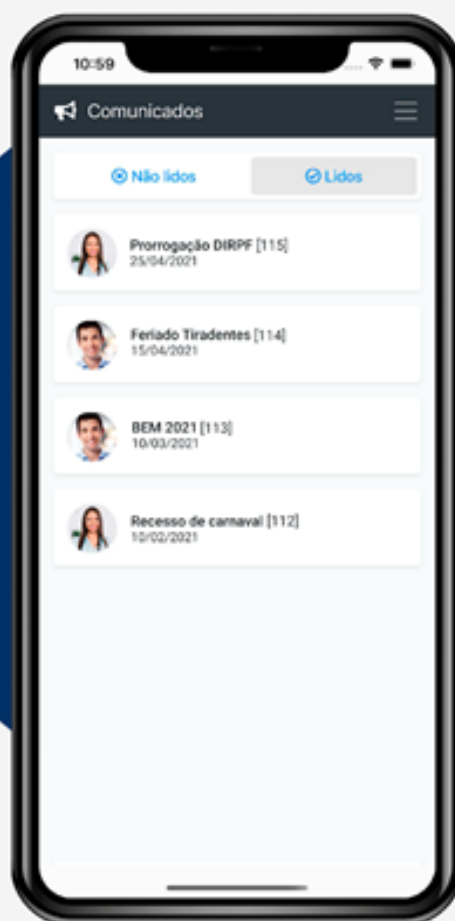 10:59
Comunicados
Não lidos
Lidos
Prorrogação DIRPF [115]
25/04/2021
Feriado Tiradentes [114]
15/04/2021
BEM 2021 [113]
10/03/2021
Recesso de carnaval [112]
10/02/2021